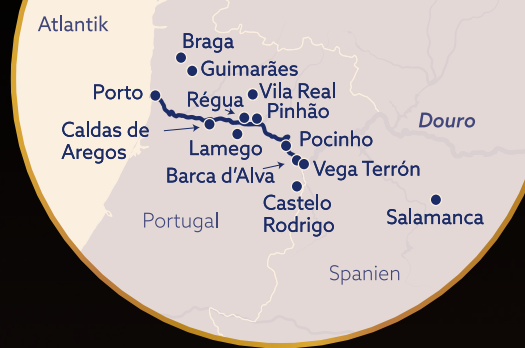 Atlantik
Braga
Guimarães
Porto
Régua
Vila Real
Pinhão
Douro
Caldas de
Aregos
Lamego
Pocinho
Barca d'Alva
Vega Terrón
Castelo
Rodrigo
Salamanca
Portugal
Spanien